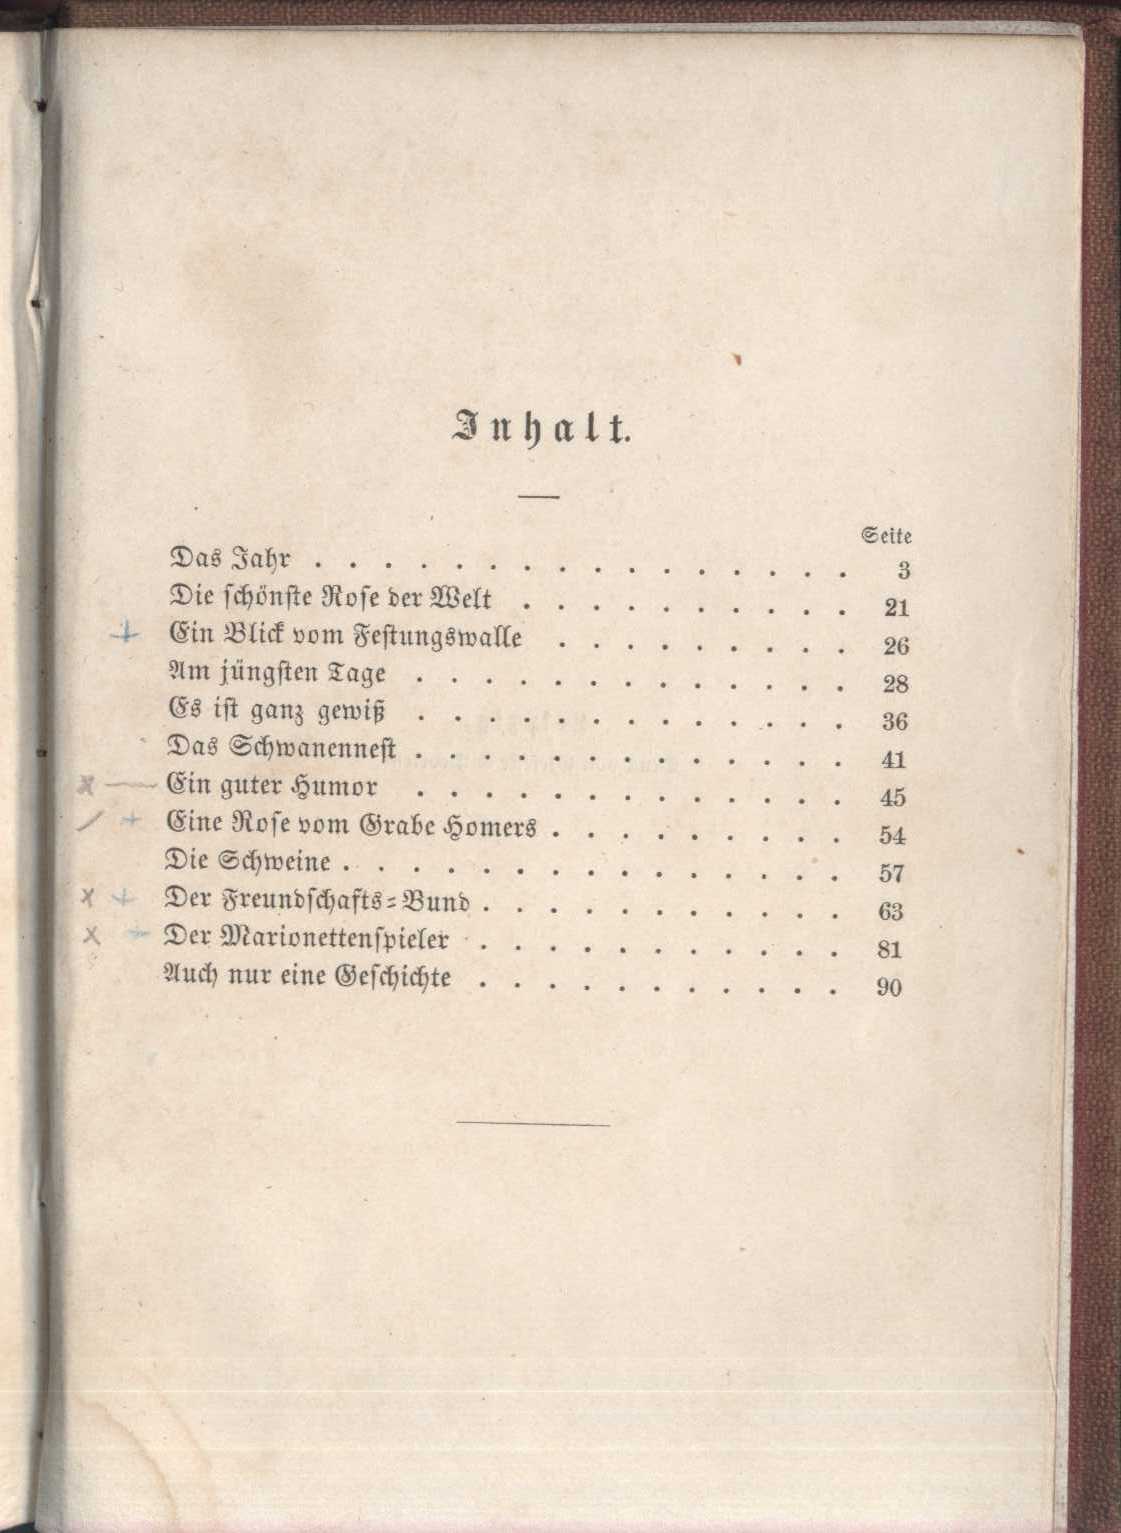 Inhalt.
Seite
Das Jahr . . . . . . . . . . . . . . . . 3
Die schönste Rose der Welt . . . . . . . . . . 21
+ Ein Blick vom Festungswalle . . . . . . . . . 26
Am jüngsten Tage . . . . . . . . . . . . . 28
Es ist ganz gewiß . . . . . . . . . . . . . 36
Das Schwanennest . . . . . . . . . . . . . 41
x — Ein guter Humor . . . . . . . . . . . . . 45
/ + Eine Rose vom Grabe Homers . . . . . . . . . 54
Die Schweine . . . . . . . . . . . . . . . 57
x + Der Freundschafts-Bund . . . . . . . . . . . 63
x - Der Marionettenspieler . . . . . . . . . . . 81
Auch nur eine Geschichte . . . . . . . . . . . 90